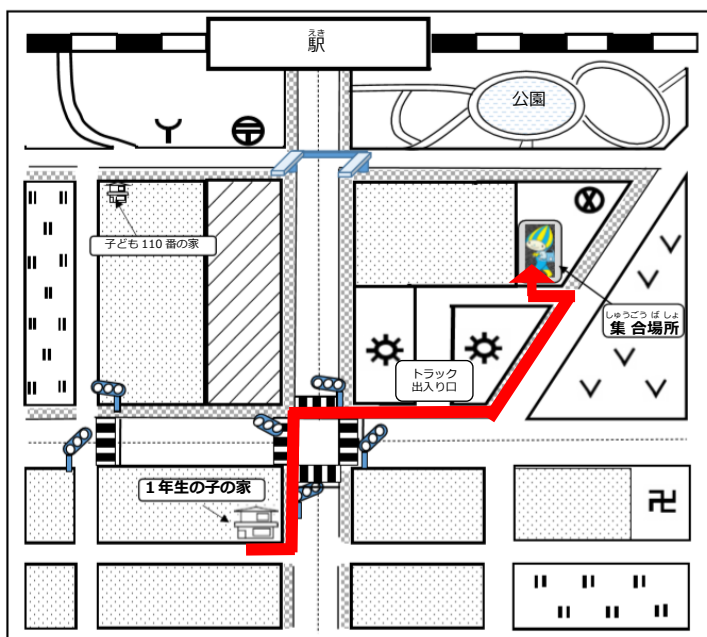 えき
駅
公園
子ども 110 番の家
しゅうごう ば しょ
集 合場所
トラック
出入り口
１年生の子の家